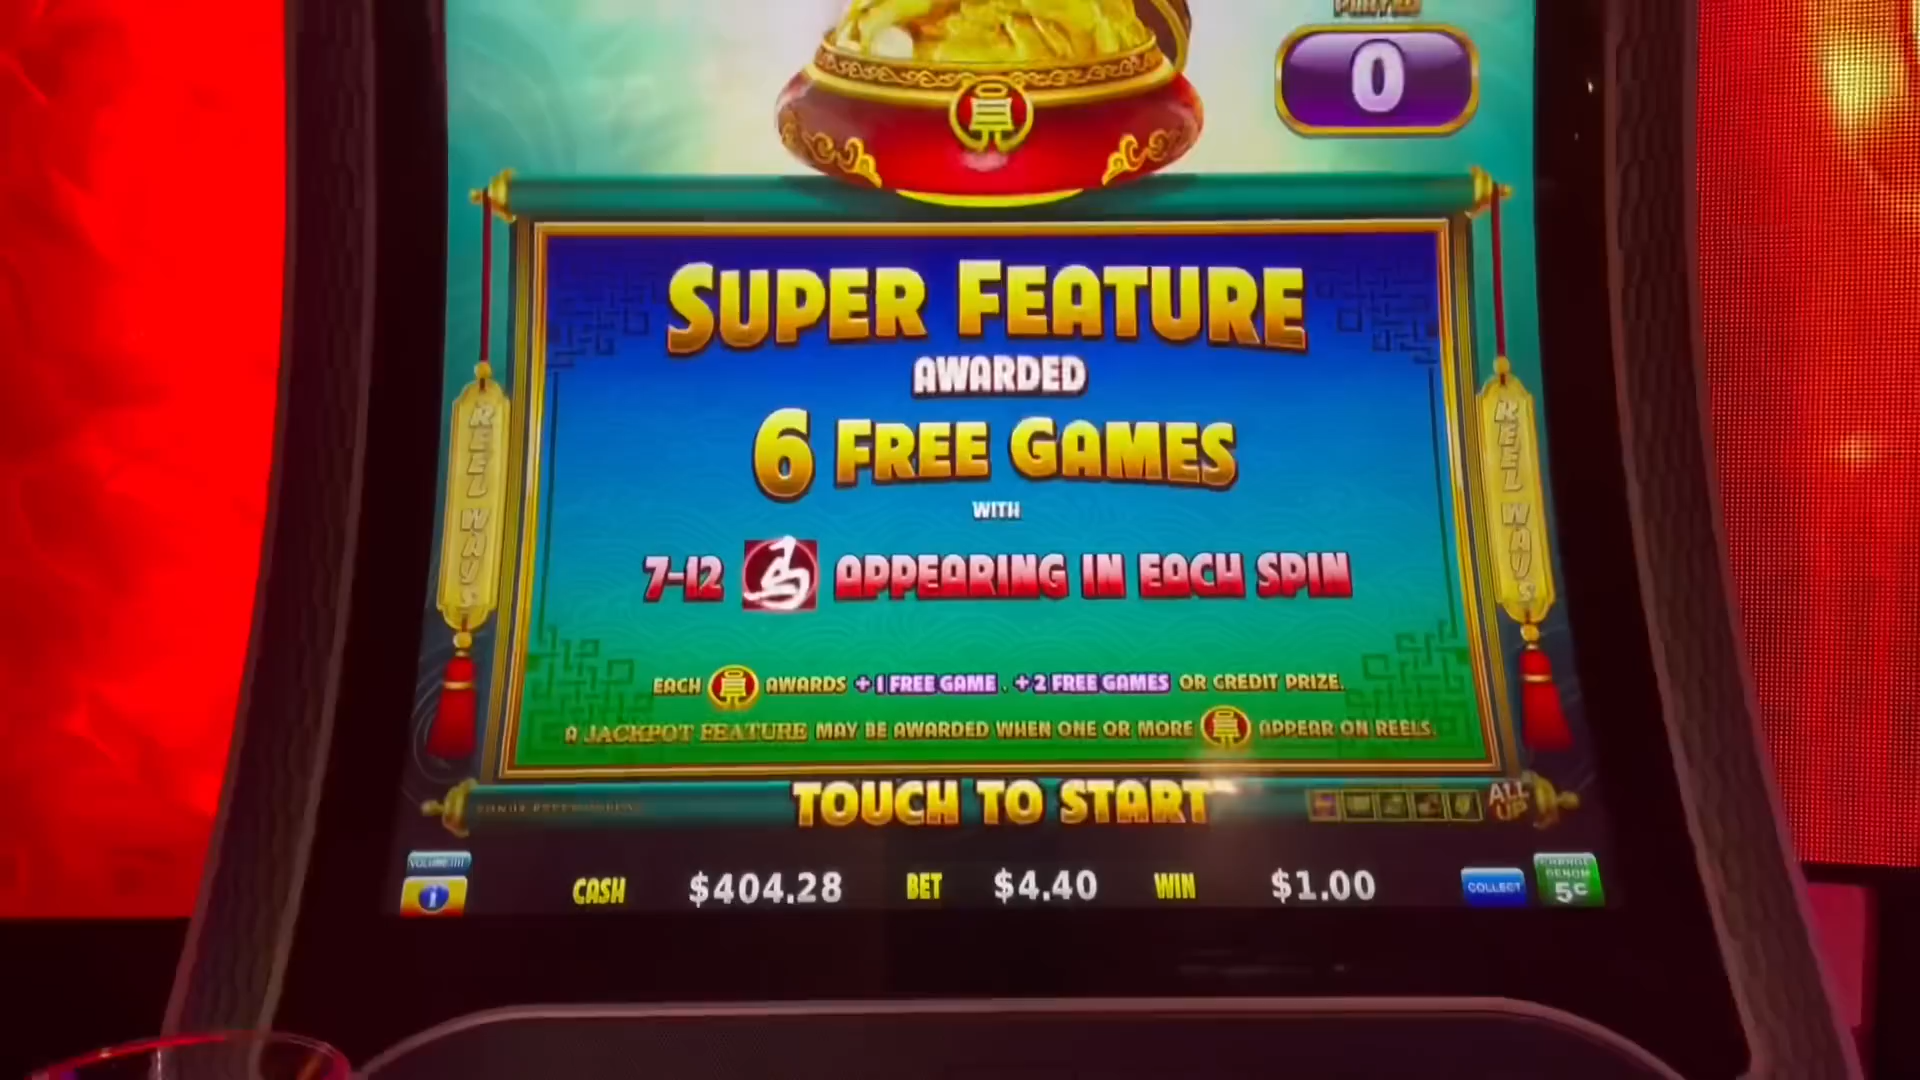 0
SUPER FEATURE
AWARDED
6 FREE GAMES
WITH
7-12 APPEARING IN EACH SPIN
EACH AWARDS +1 FREE GAME , +2 FREE GAMES OR CREDIT PRIZE.
A JACKPOT FEATURE MAY BE AWARDED WHEN ONE OR MORE APPEAR ON REELS.
REEL WAYS
REEL WAYS
TOUCH TO START
ALL UP
VOLUME
CASH $404.28 BET $4.40 WIN $1.00
COLLECT
CHANGE DENOM 5¢